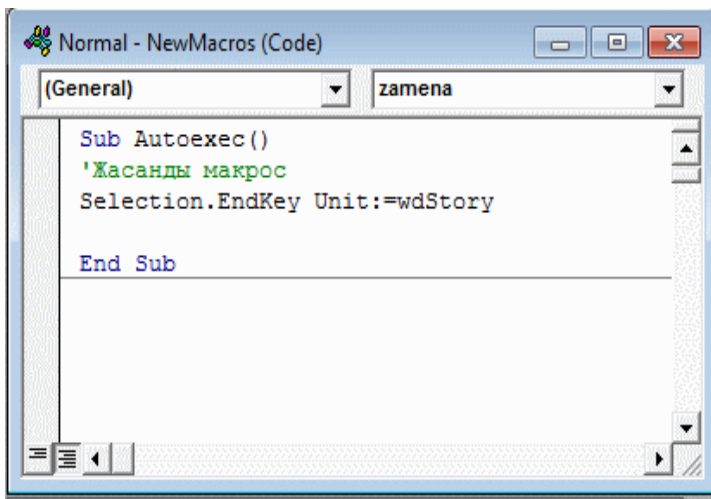 Normal - NewMacros (Code)
(General) zamena
Sub Autoexec()
'Жасанды макрос
Selection.EndKey Unit:=wdStory
End Sub